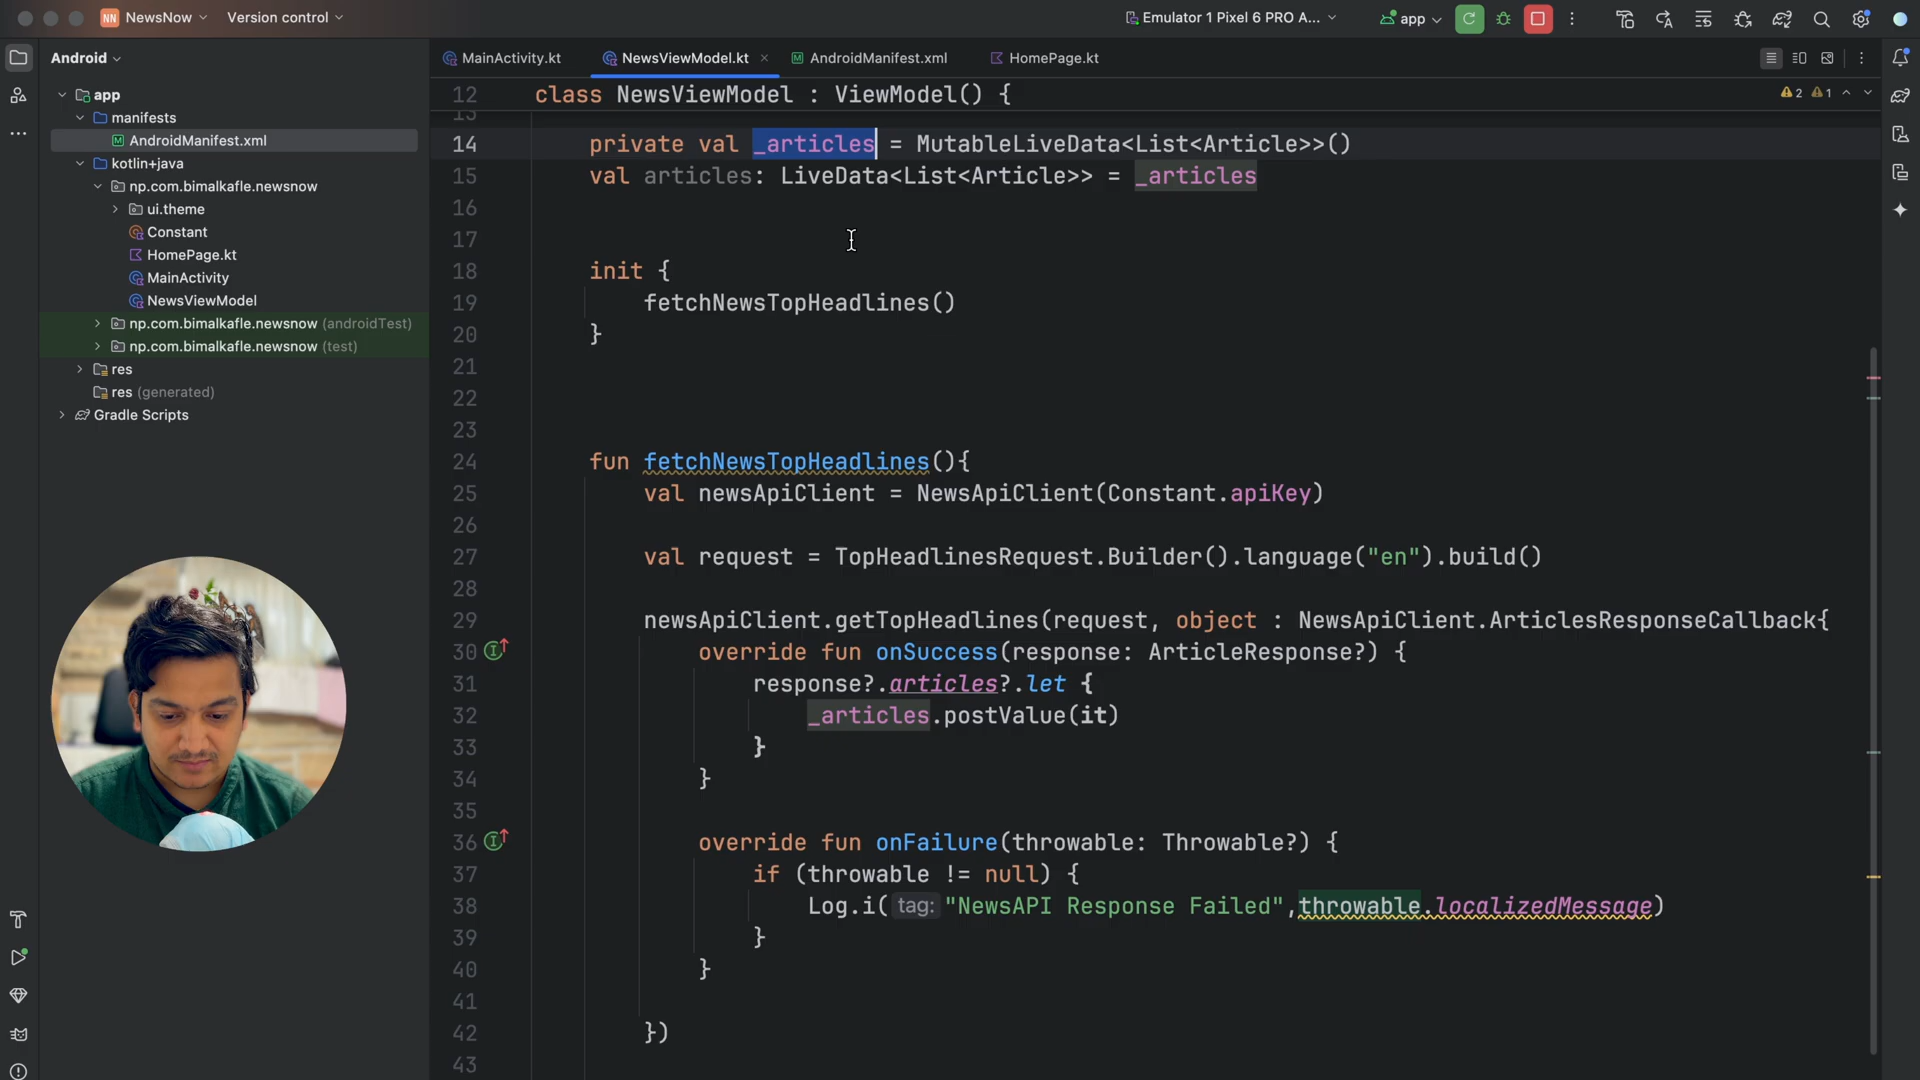 NN NewsNow Version control Emulator 1 Pixel 6 PRO A... app
Android
MainActivity.kt NewsViewModel.kt AndroidManifest.xml HomePage.kt
app
manifests
AndroidManifest.xml
kotlin+java
np.com.bimalkafle.newsnow
ui.theme
Constant
HomePage.kt
MainActivity
NewsViewModel
np.com.bimalkafle.newsnow (androidTest)
np.com.bimalkafle.newsnow (test)
res
res (generated)
Gradle Scripts
2 1
12 class NewsViewModel : ViewModel() {
13
14 private val _articles = MutableLiveData<List<Article>>()
15 val articles: LiveData<List<Article>> = _articles
16
17
18 init {
19 fetchNewsTopHeadlines()
20 }
21
22
23
24 fun fetchNewsTopHeadlines(){
25 val newsApiClient = NewsApiClient(Constant.apiKey)
26
27 val request = TopHeadlinesRequest.Builder().language("en").build()
28
29 newsApiClient.getTopHeadlines(request, object : NewsApiClient.ArticlesResponseCallback{
30 override fun onSuccess(response: ArticleResponse?) {
31 response?.articles?.let {
32 _articles.postValue(it)
33 }
34 }
35
36 override fun onFailure(throwable: Throwable?) {
37 if (throwable != null) {
38 Log.i( tag: "NewsAPI Response Failed",throwable.localizedMessage)
39 }
40 }
41
42 })
43